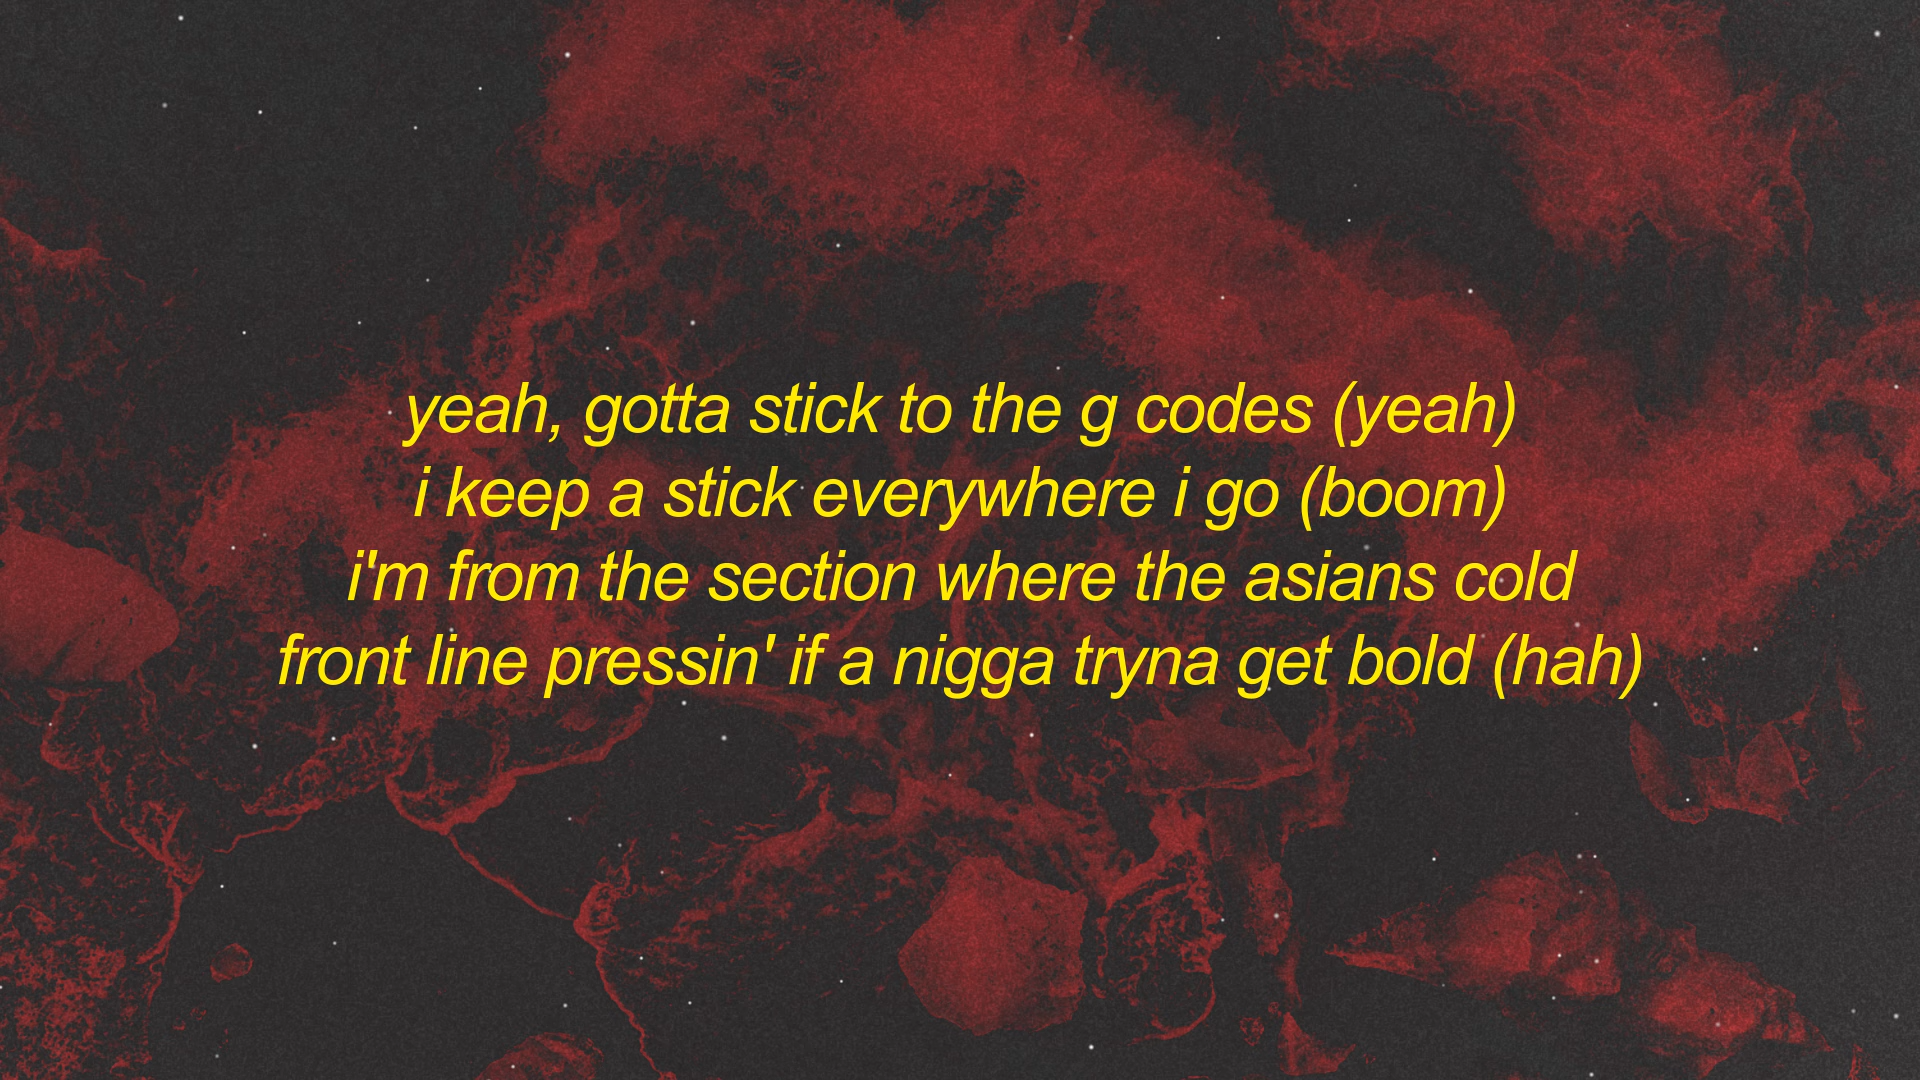 yeah, gotta stick to the g codes (yeah)
i keep a stick everywhere i go (boom)
i'm from the section where the asians cold
front line pressin' if a nigga tryna get bold (hah)